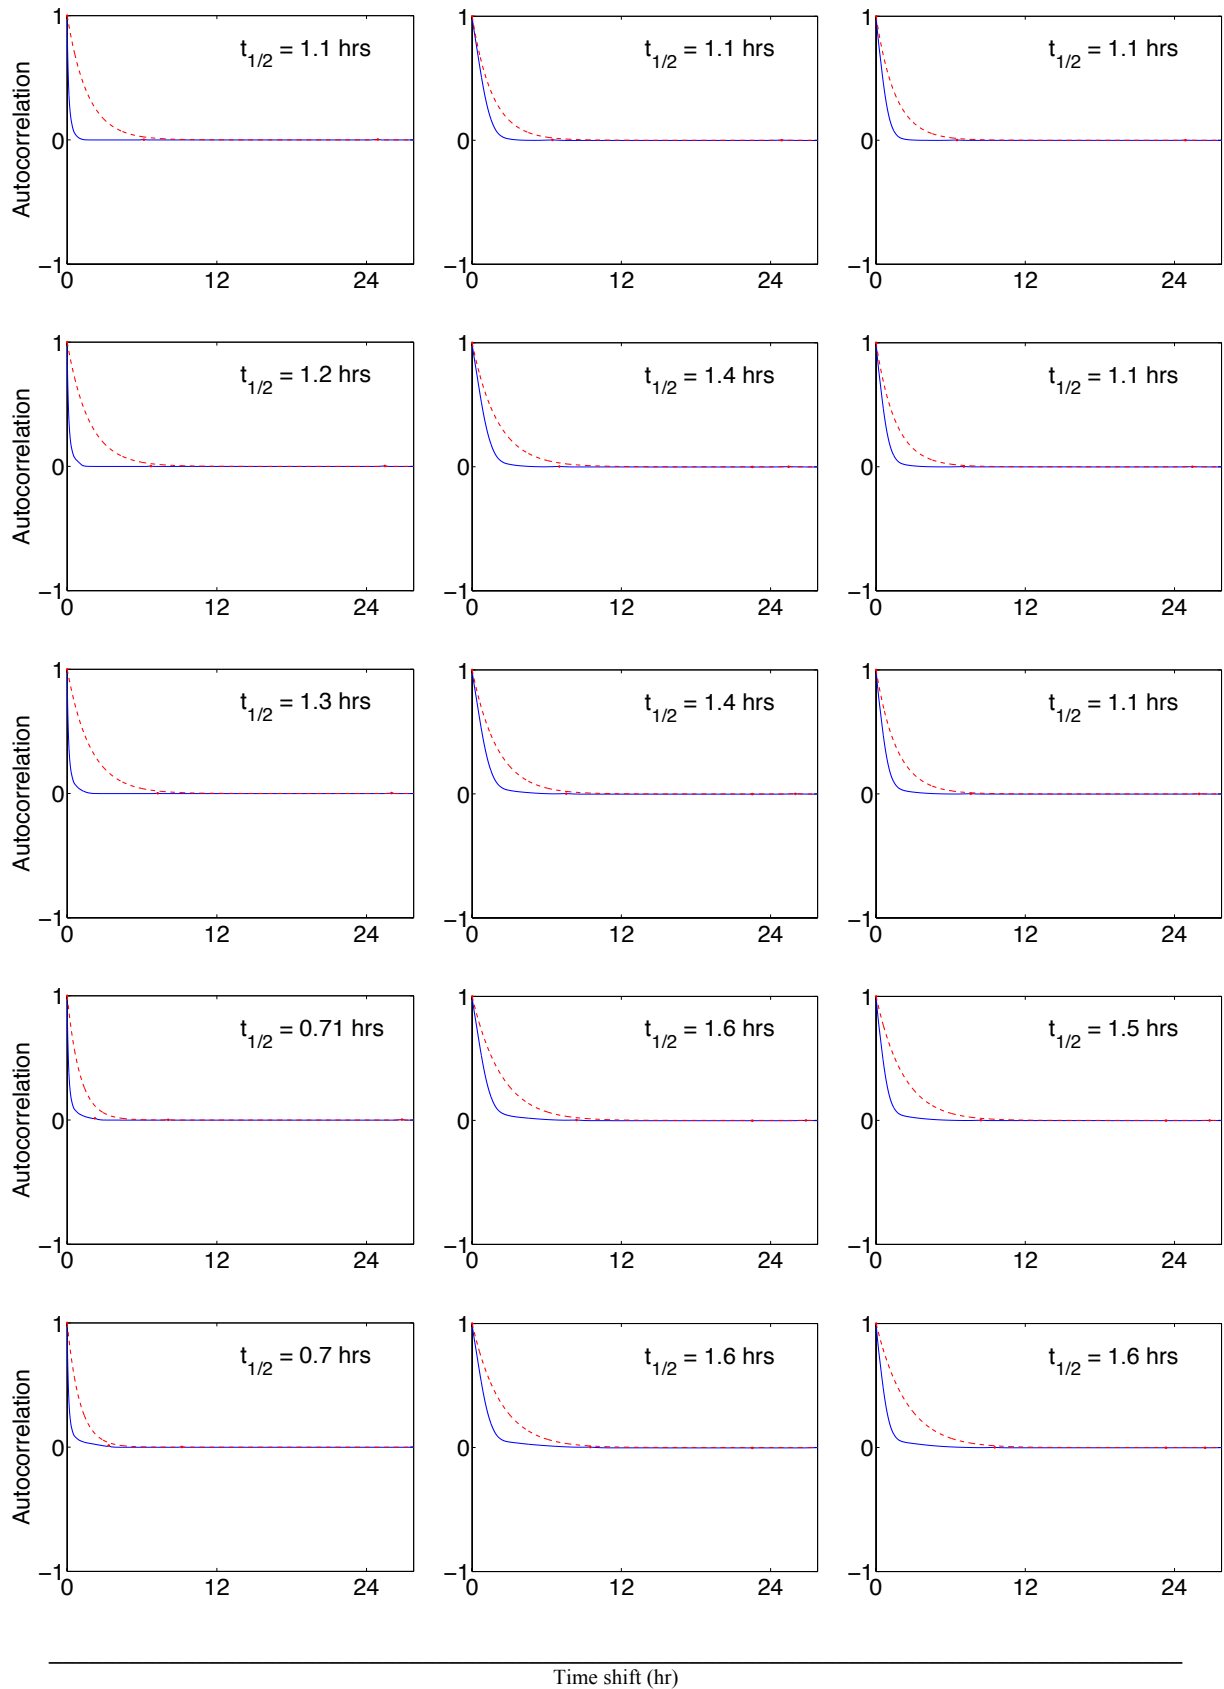 1
t1/2 = 1.1 hrs
0
−1
0 12 24
Autocorrelation
1
t1/2 = 1.1 hrs
0
−1
0 12 24
1
t1/2 = 1.1 hrs
0
−1
0 12 24
1
t1/2 = 1.2 hrs
0
−1
0 12 24
Autocorrelation
1
t1/2 = 1.4 hrs
0
−1
0 12 24
1
t1/2 = 1.1 hrs
0
−1
0 12 24
1
t1/2 = 1.3 hrs
0
−1
0 12 24
Autocorrelation
1
t1/2 = 1.4 hrs
0
−1
0 12 24
1
t1/2 = 1.1 hrs
0
−1
0 12 24
1
t1/2 = 0.71 hrs
0
−1
0 12 24
Autocorrelation
1
t1/2 = 1.6 hrs
0
−1
0 12 24
1
t1/2 = 1.5 hrs
0
−1
0 12 24
1
t1/2 = 0.7 hrs
0
−1
0 12 24
Autocorrelation
1
t1/2 = 1.6 hrs
0
−1
0 12 24
1
t1/2 = 1.6 hrs
0
−1
0 12 24
Time shift (hr)